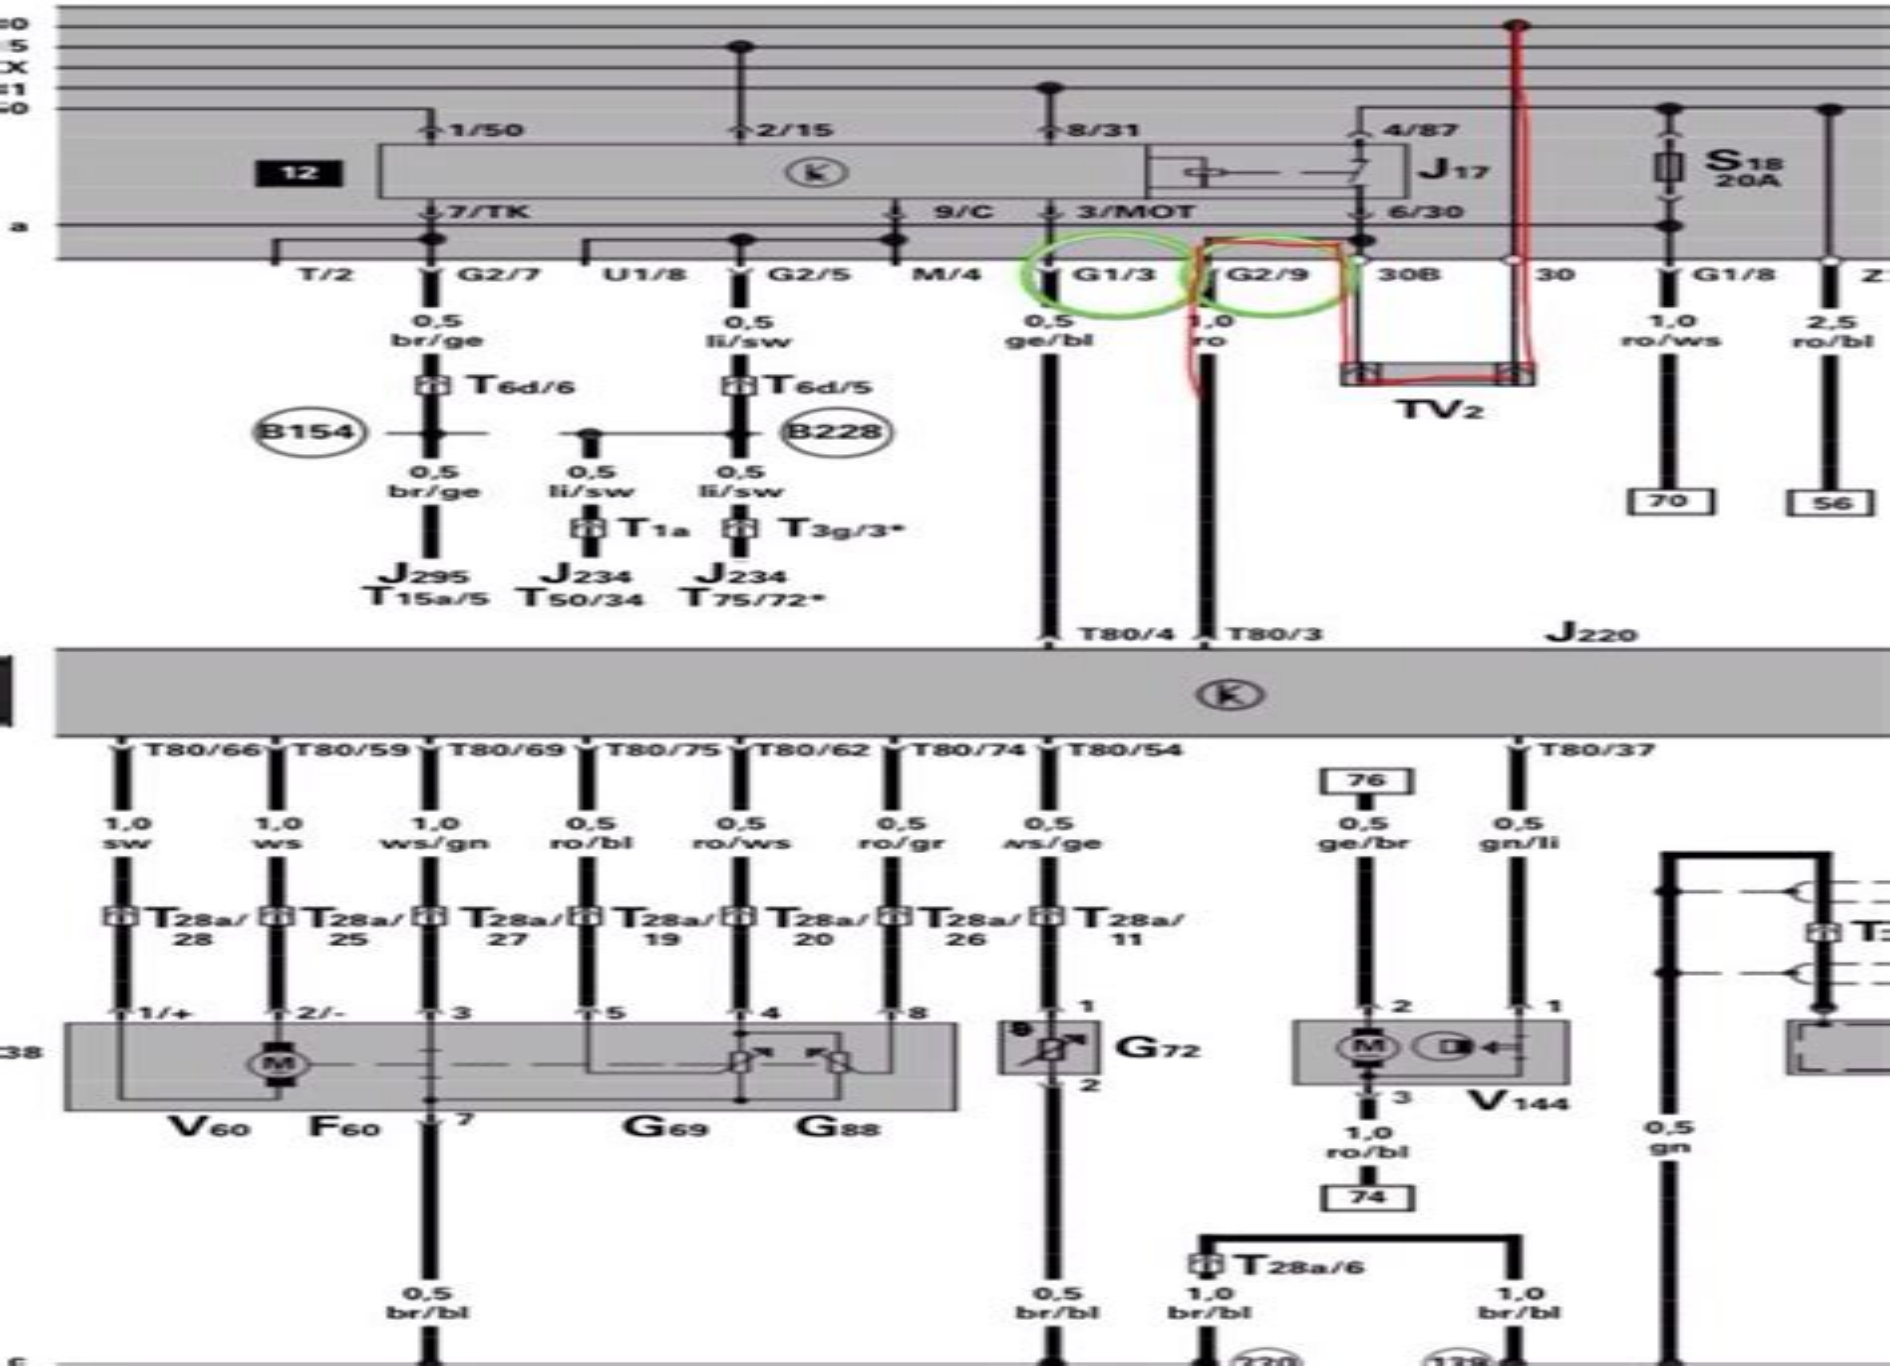 X
1/50 2/15 8/31 4/87
12 K J17 S18
20A
7/TK 9/C 3/MOT 6/30
a
T/2 G2/7 U1/8 G2/5 M/4 G1/3 G2/9 30B 30 G1/8 Z
0,5 0,5 0,5 1,0 1,0 2,5
br/ge li/sw ge/bl ro ro/ws ro/bl
T6d/6 T6d/5 TV2
B154 B228
0,5 0,5 0,5
br/ge li/sw li/sw 70 56
T1a T3g/3*
J295 J234 J234
T15a/5 T50/34 T75/72*
T80/4 T80/3 J220
K
T80/66 T80/59 T80/69 T80/75 T80/62 T80/74 T80/54 T80/37
76
1,0 1,0 1,0 0,5 0,5 0,5 0,5 0,5 0,5
sw ws ws/gn ro/bl ro/ws ro/gr ws/ge ge/br gn/li
T28a/ T28a/ T28a/ T28a/ T28a/ T28a/ T28a/
28 25 27 19 20 26 11
1/+ 2/- 3 5 4 8 1 2 1
M G72 M
2
V60 F60 7 G69 G88 3 V144
1,0 0,5
ro/bl gn
74
T28a/6
0,5 0,5 1,0 1,0
br/bl br/bl br/bl br/bl